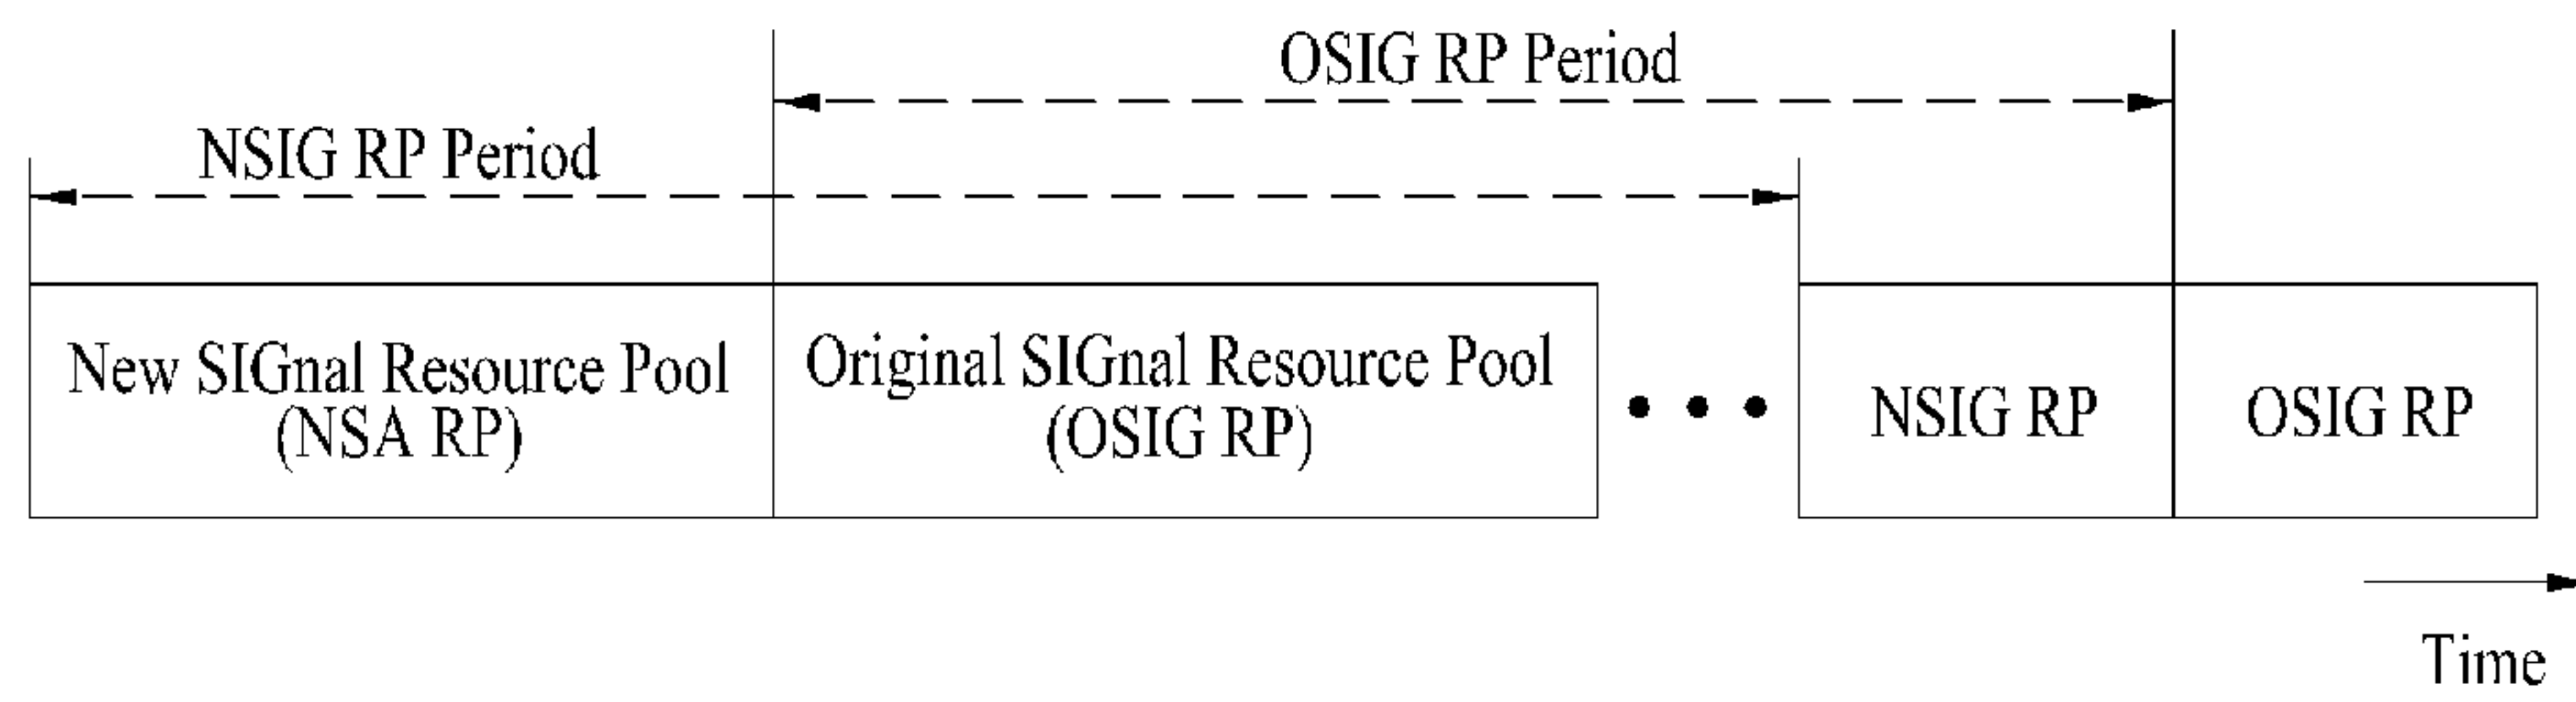 OSIG RP Period
NSIG RP Period
New SIGnal Resource Pool
(NSA RP)
Original SIGnal Resource Pool
(OSIG RP)
NSIG RP
OSIG RP
Time